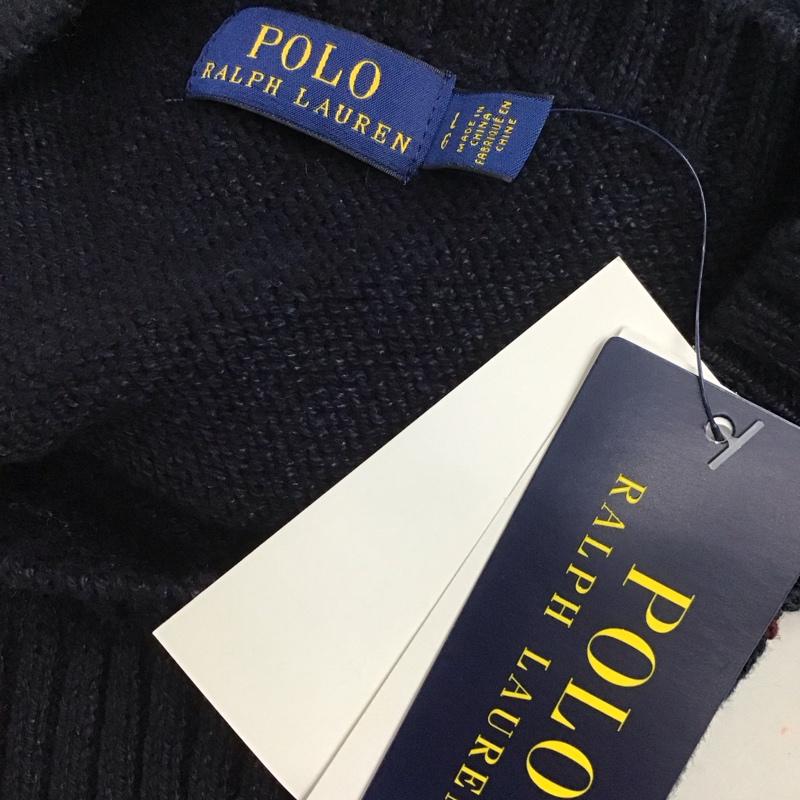 POLO
RALPH LAUREN
MADE IN
CHINA
FABRIQUÉ EN
CHINE
POLO
RALPH LAUREN